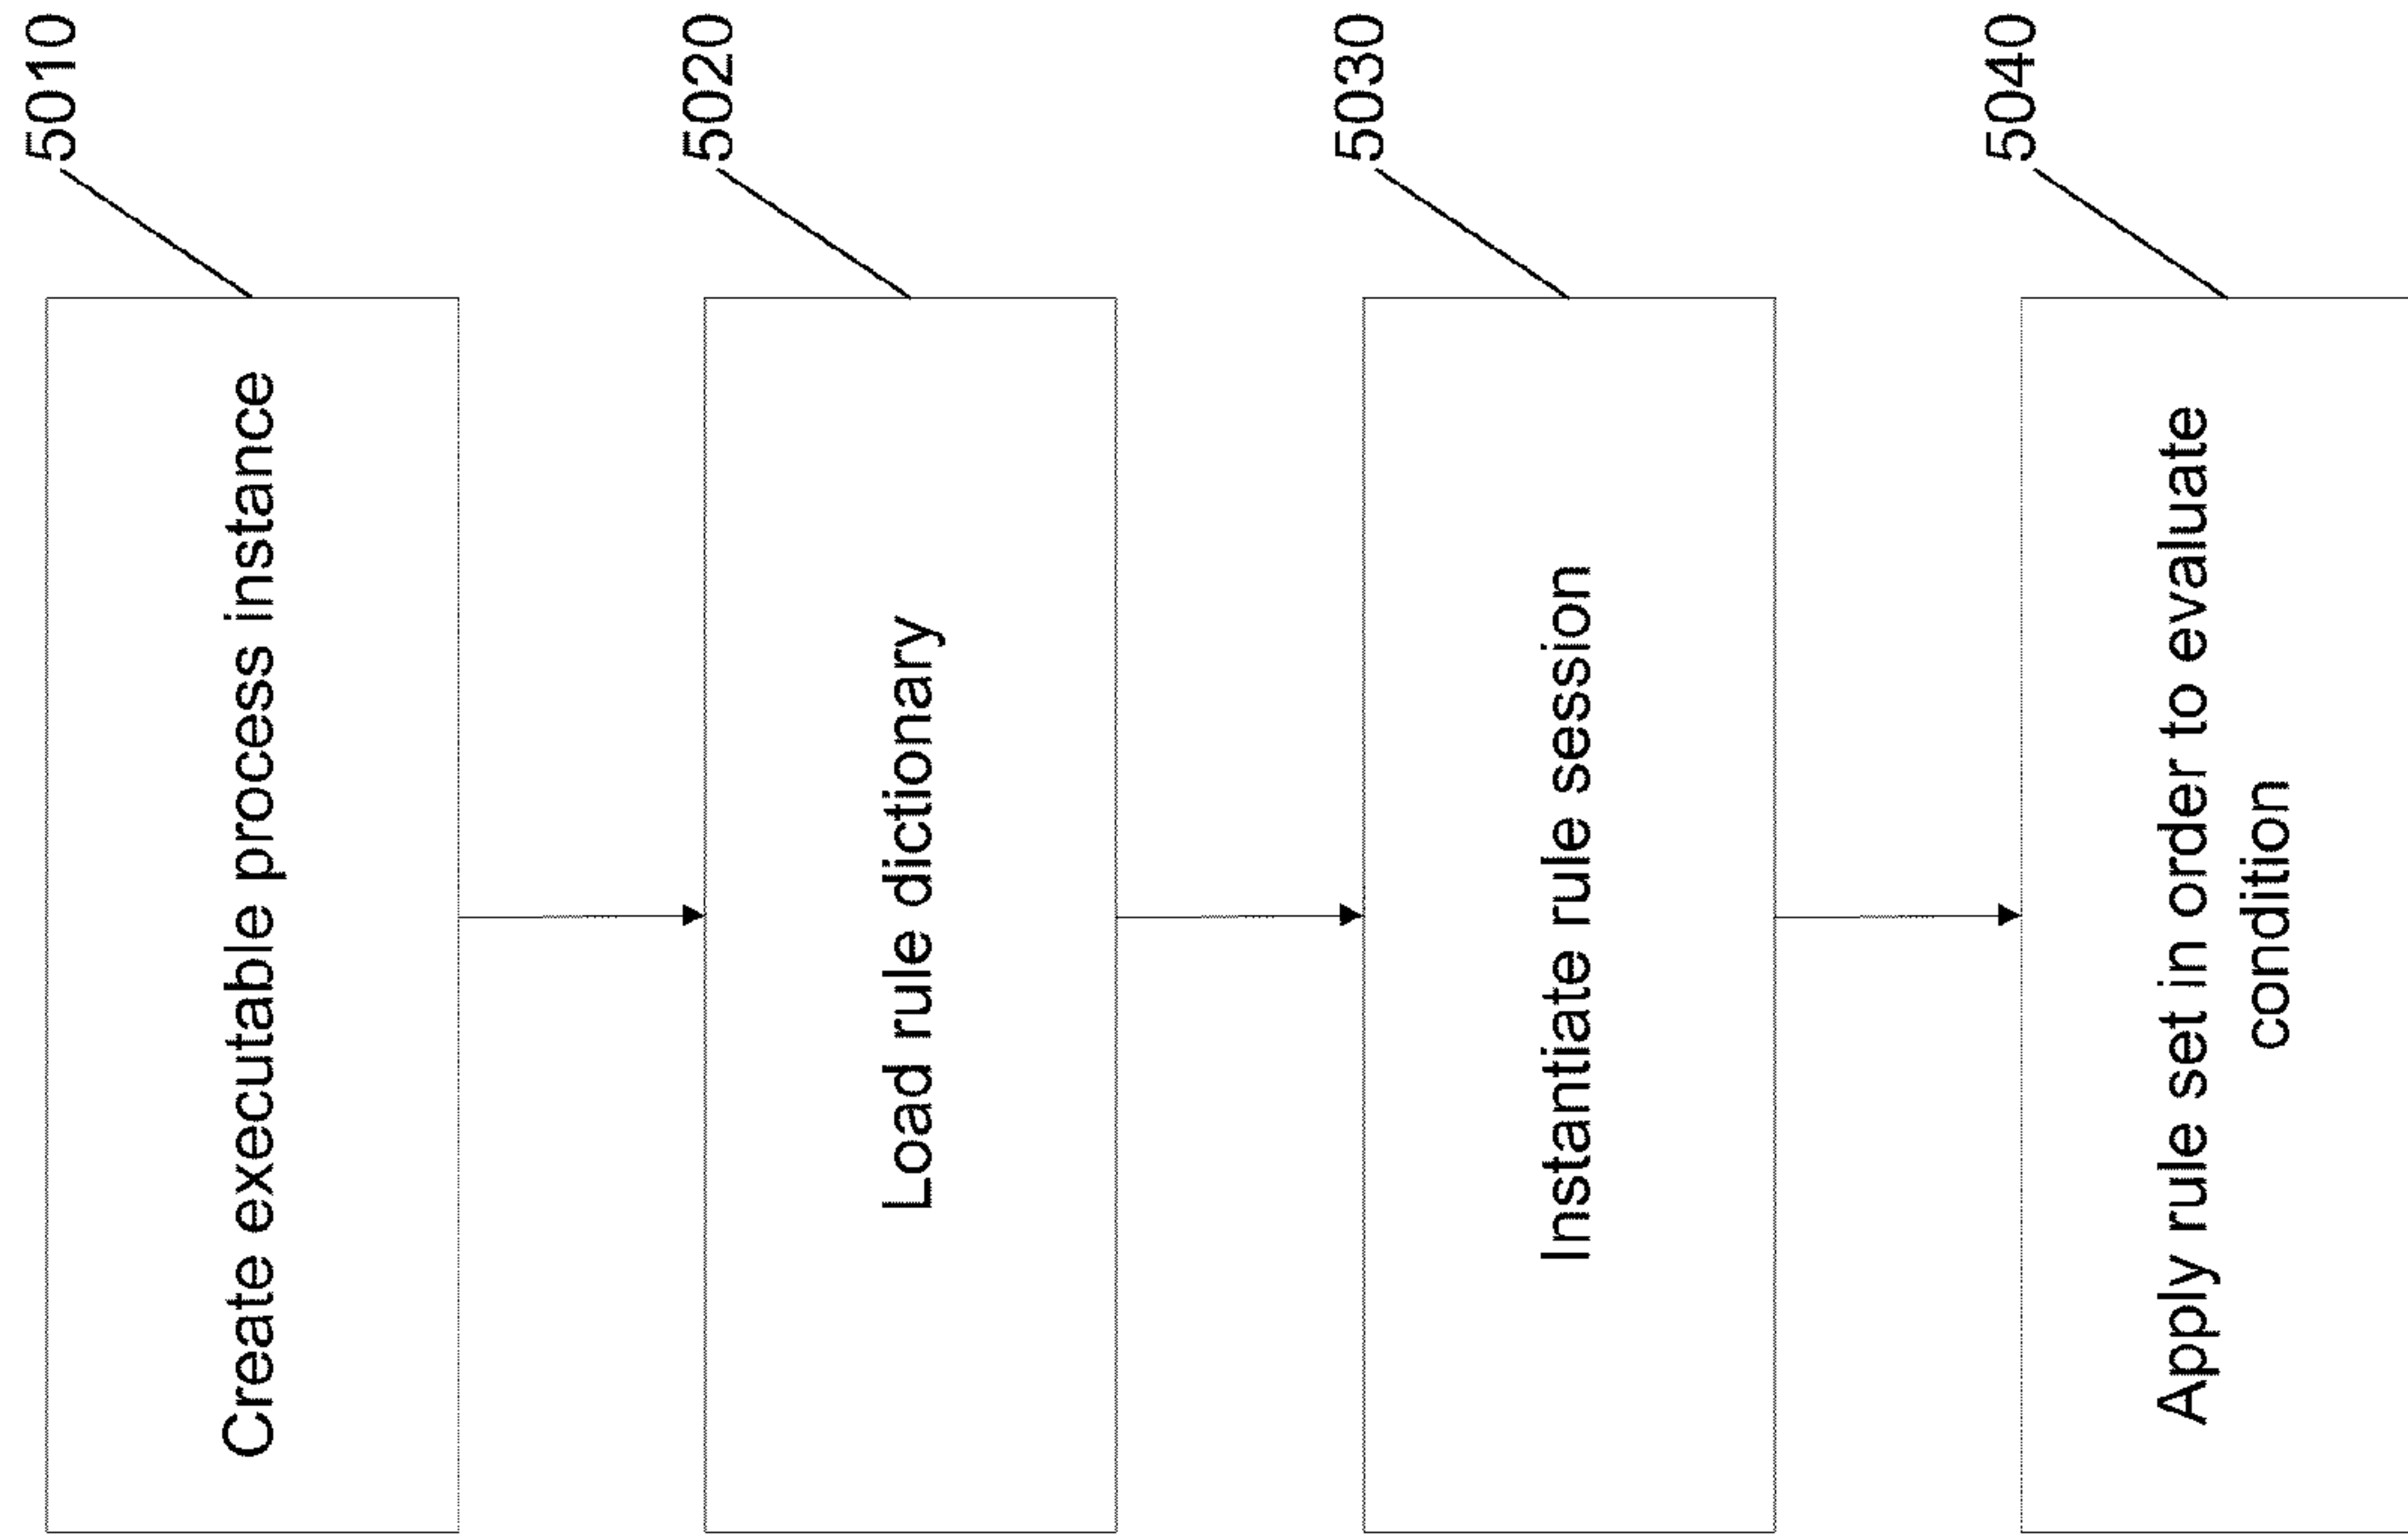 5010
Create executable process instance
5020
Load rule dictionary
5030
Instantiate rule session
5040
Apply rule set in order to evaluate
condition